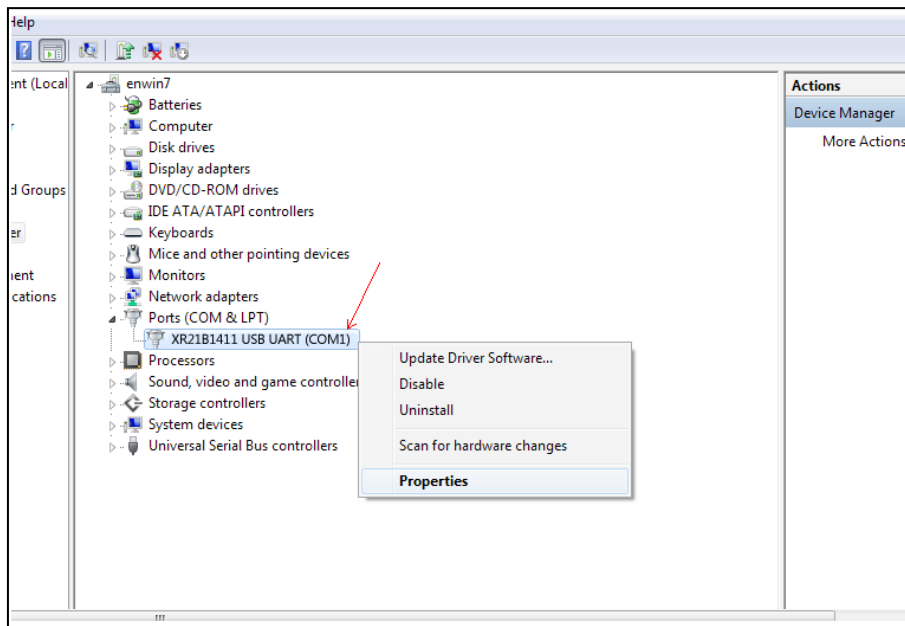 Help
ent (Local
r
d Groups
er
nent
cations
enwin7
Batteries
Computer
Disk drives
Display adapters
DVD/CD-ROM drives
IDE ATA/ATAPI controllers
Keyboards
Mice and other pointing devices
Monitors
Network adapters
Ports (COM & LPT)
XR21B1411 USB UART (COM1)
Processors
Sound, video and game controller
Storage controllers
System devices
Universal Serial Bus controllers
Update Driver Software...
Disable
Uninstall
Scan for hardware changes
Properties
Actions
Device Manager
More Actions